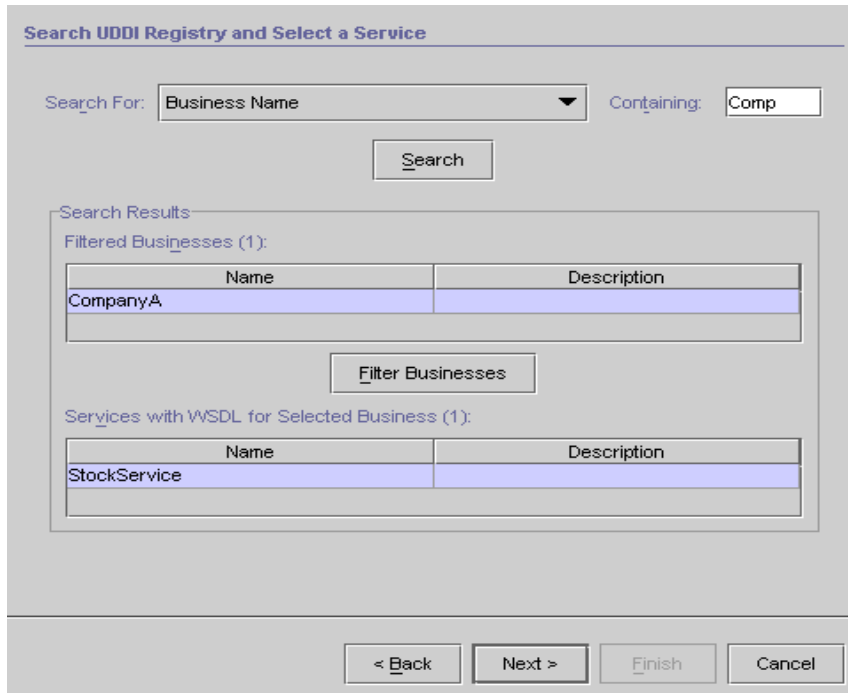 Search UDDI Registry and Select a Service
Search For: Business Name Containing: Comp
Search
Search Results
Filtered Businesses (1):
Name Description
CompanyA
Filter Businesses
Services with WSDL for Selected Business (1):
Name Description
StockService
< Back Next > Finish Cancel